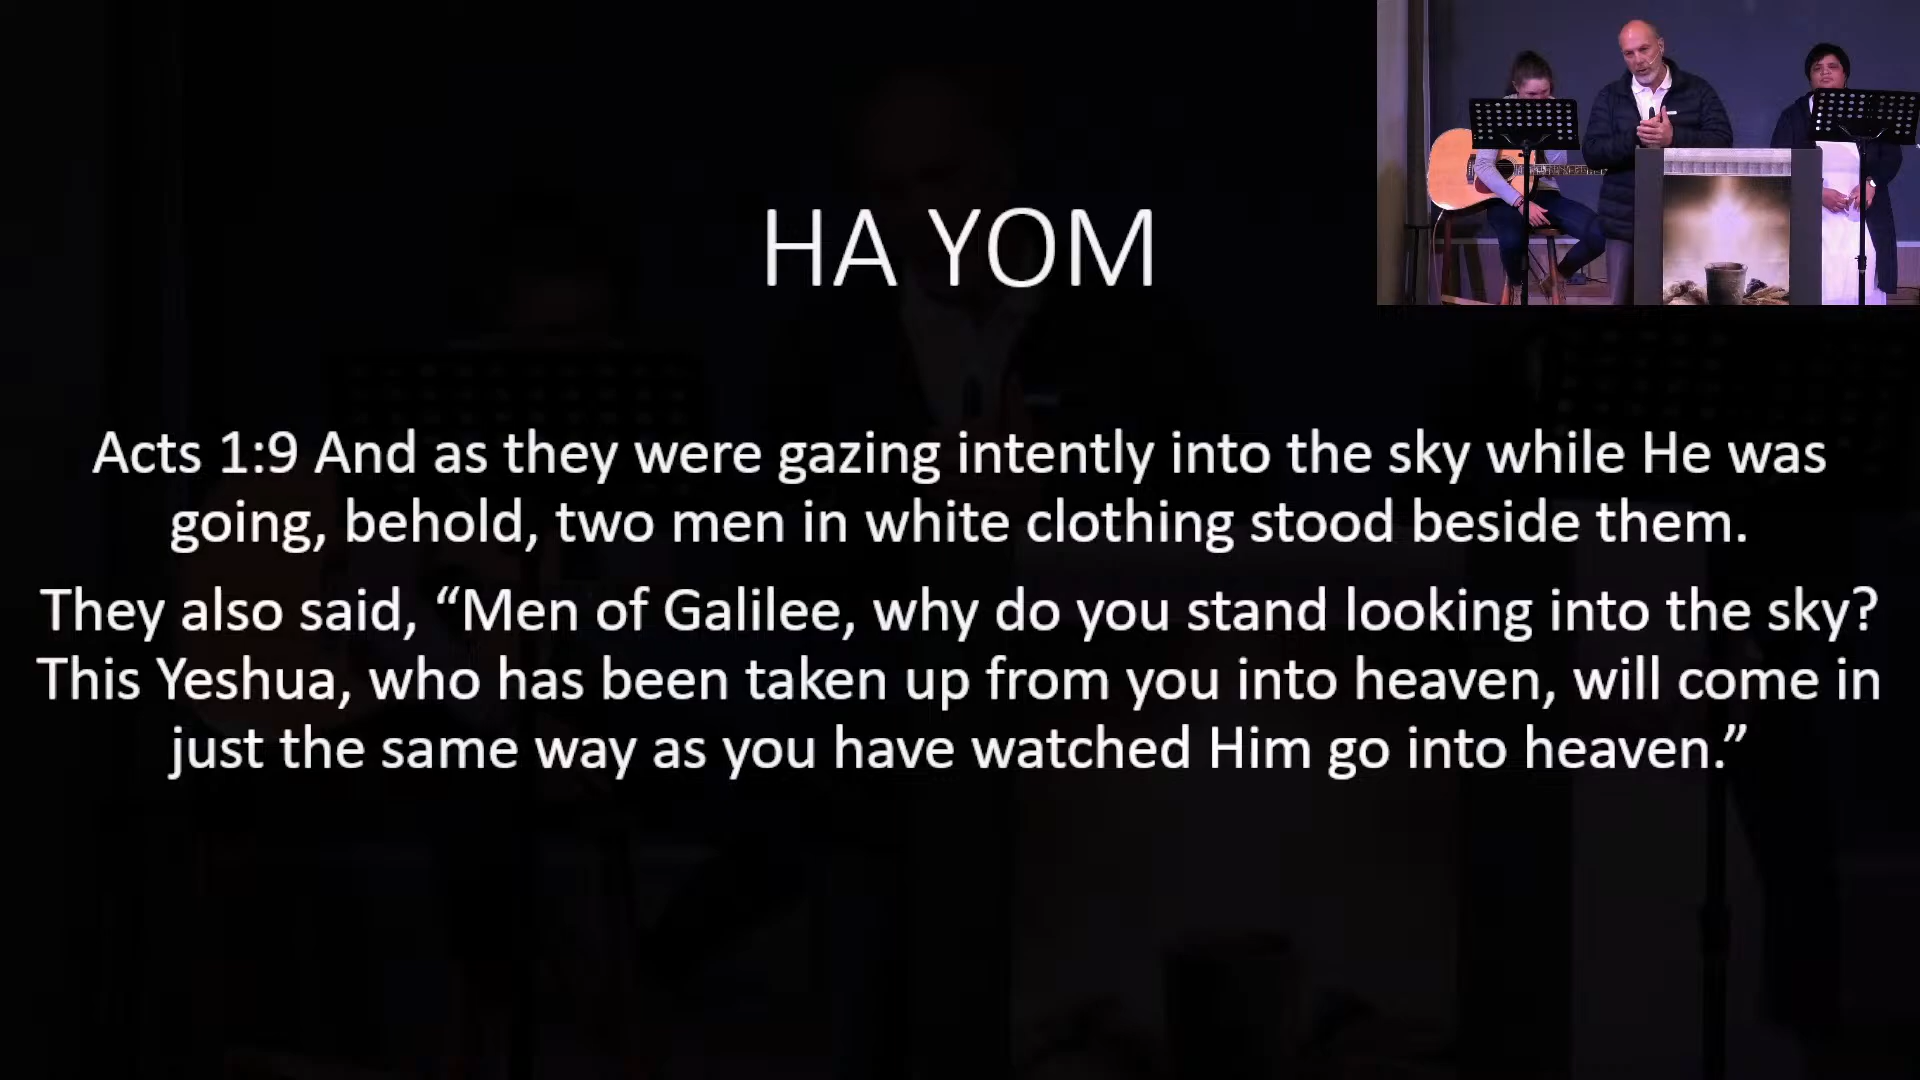 HA YOM
Acts 1:9 And as they were gazing intently into the sky while He was
going, behold, two men in white clothing stood beside them.
They also said, “Men of Galilee, why do you stand looking into the sky?
This Yeshua, who has been taken up from you into heaven, will come in
just the same way as you have watched Him go into heaven.”